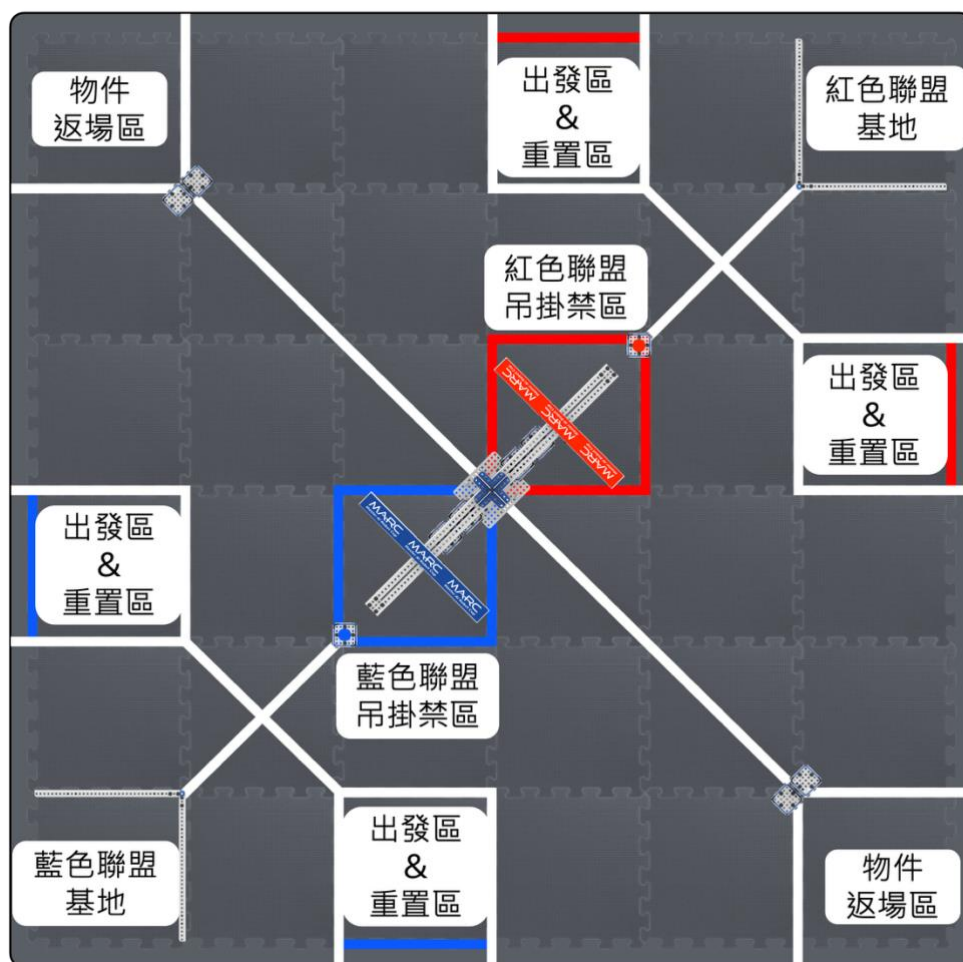 物件
返場區
出發區
&
重置區
紅色聯盟
基地
紅色聯盟
吊掛禁區
MARC
MARC
MARC
出發區
&
重置區
出發區
&
重置區
MARC
MARC
MARC
藍色聯盟
吊掛禁區
藍色聯盟
基地
出發區
&
重置區
物件
返場區